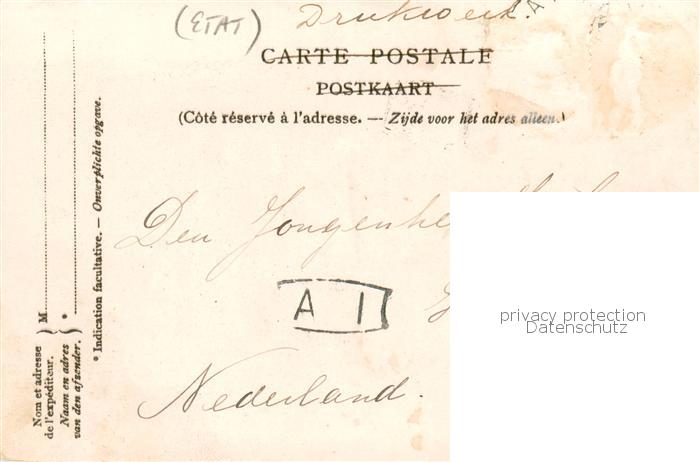 (ETAT)
Drukwerk.
A
CARTE POSTALE
POSTKAART
(Côté réservé à l'adresse. — Zijde voor het adres alleen.)
Den
A I
Nederland.
privacy protection
Datenschutz
Nom et adresse
de l'expéditeur. } M
Naam en adres
van den afzender. } *
* Indication facultative. — Onverplichte opgave.